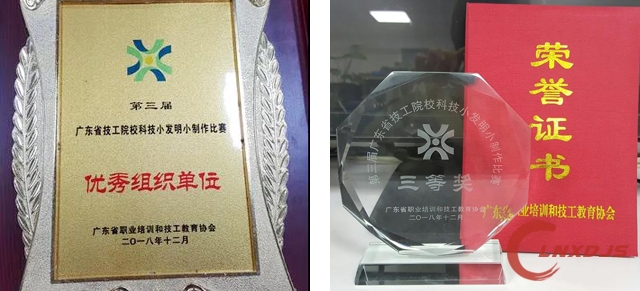 第三届
广东省技工院校科技小发明小制作比赛
优秀组织单位
广东省职业培训和技工教育协会
二〇一八年十二月
第三届广东省技工院校科技小发明小制作比赛
三等奖
广东省职业培训和技工教育协会
二〇一八年十二月
荣誉证书
广东省职业培训和技工教育协会
CLNXDJS